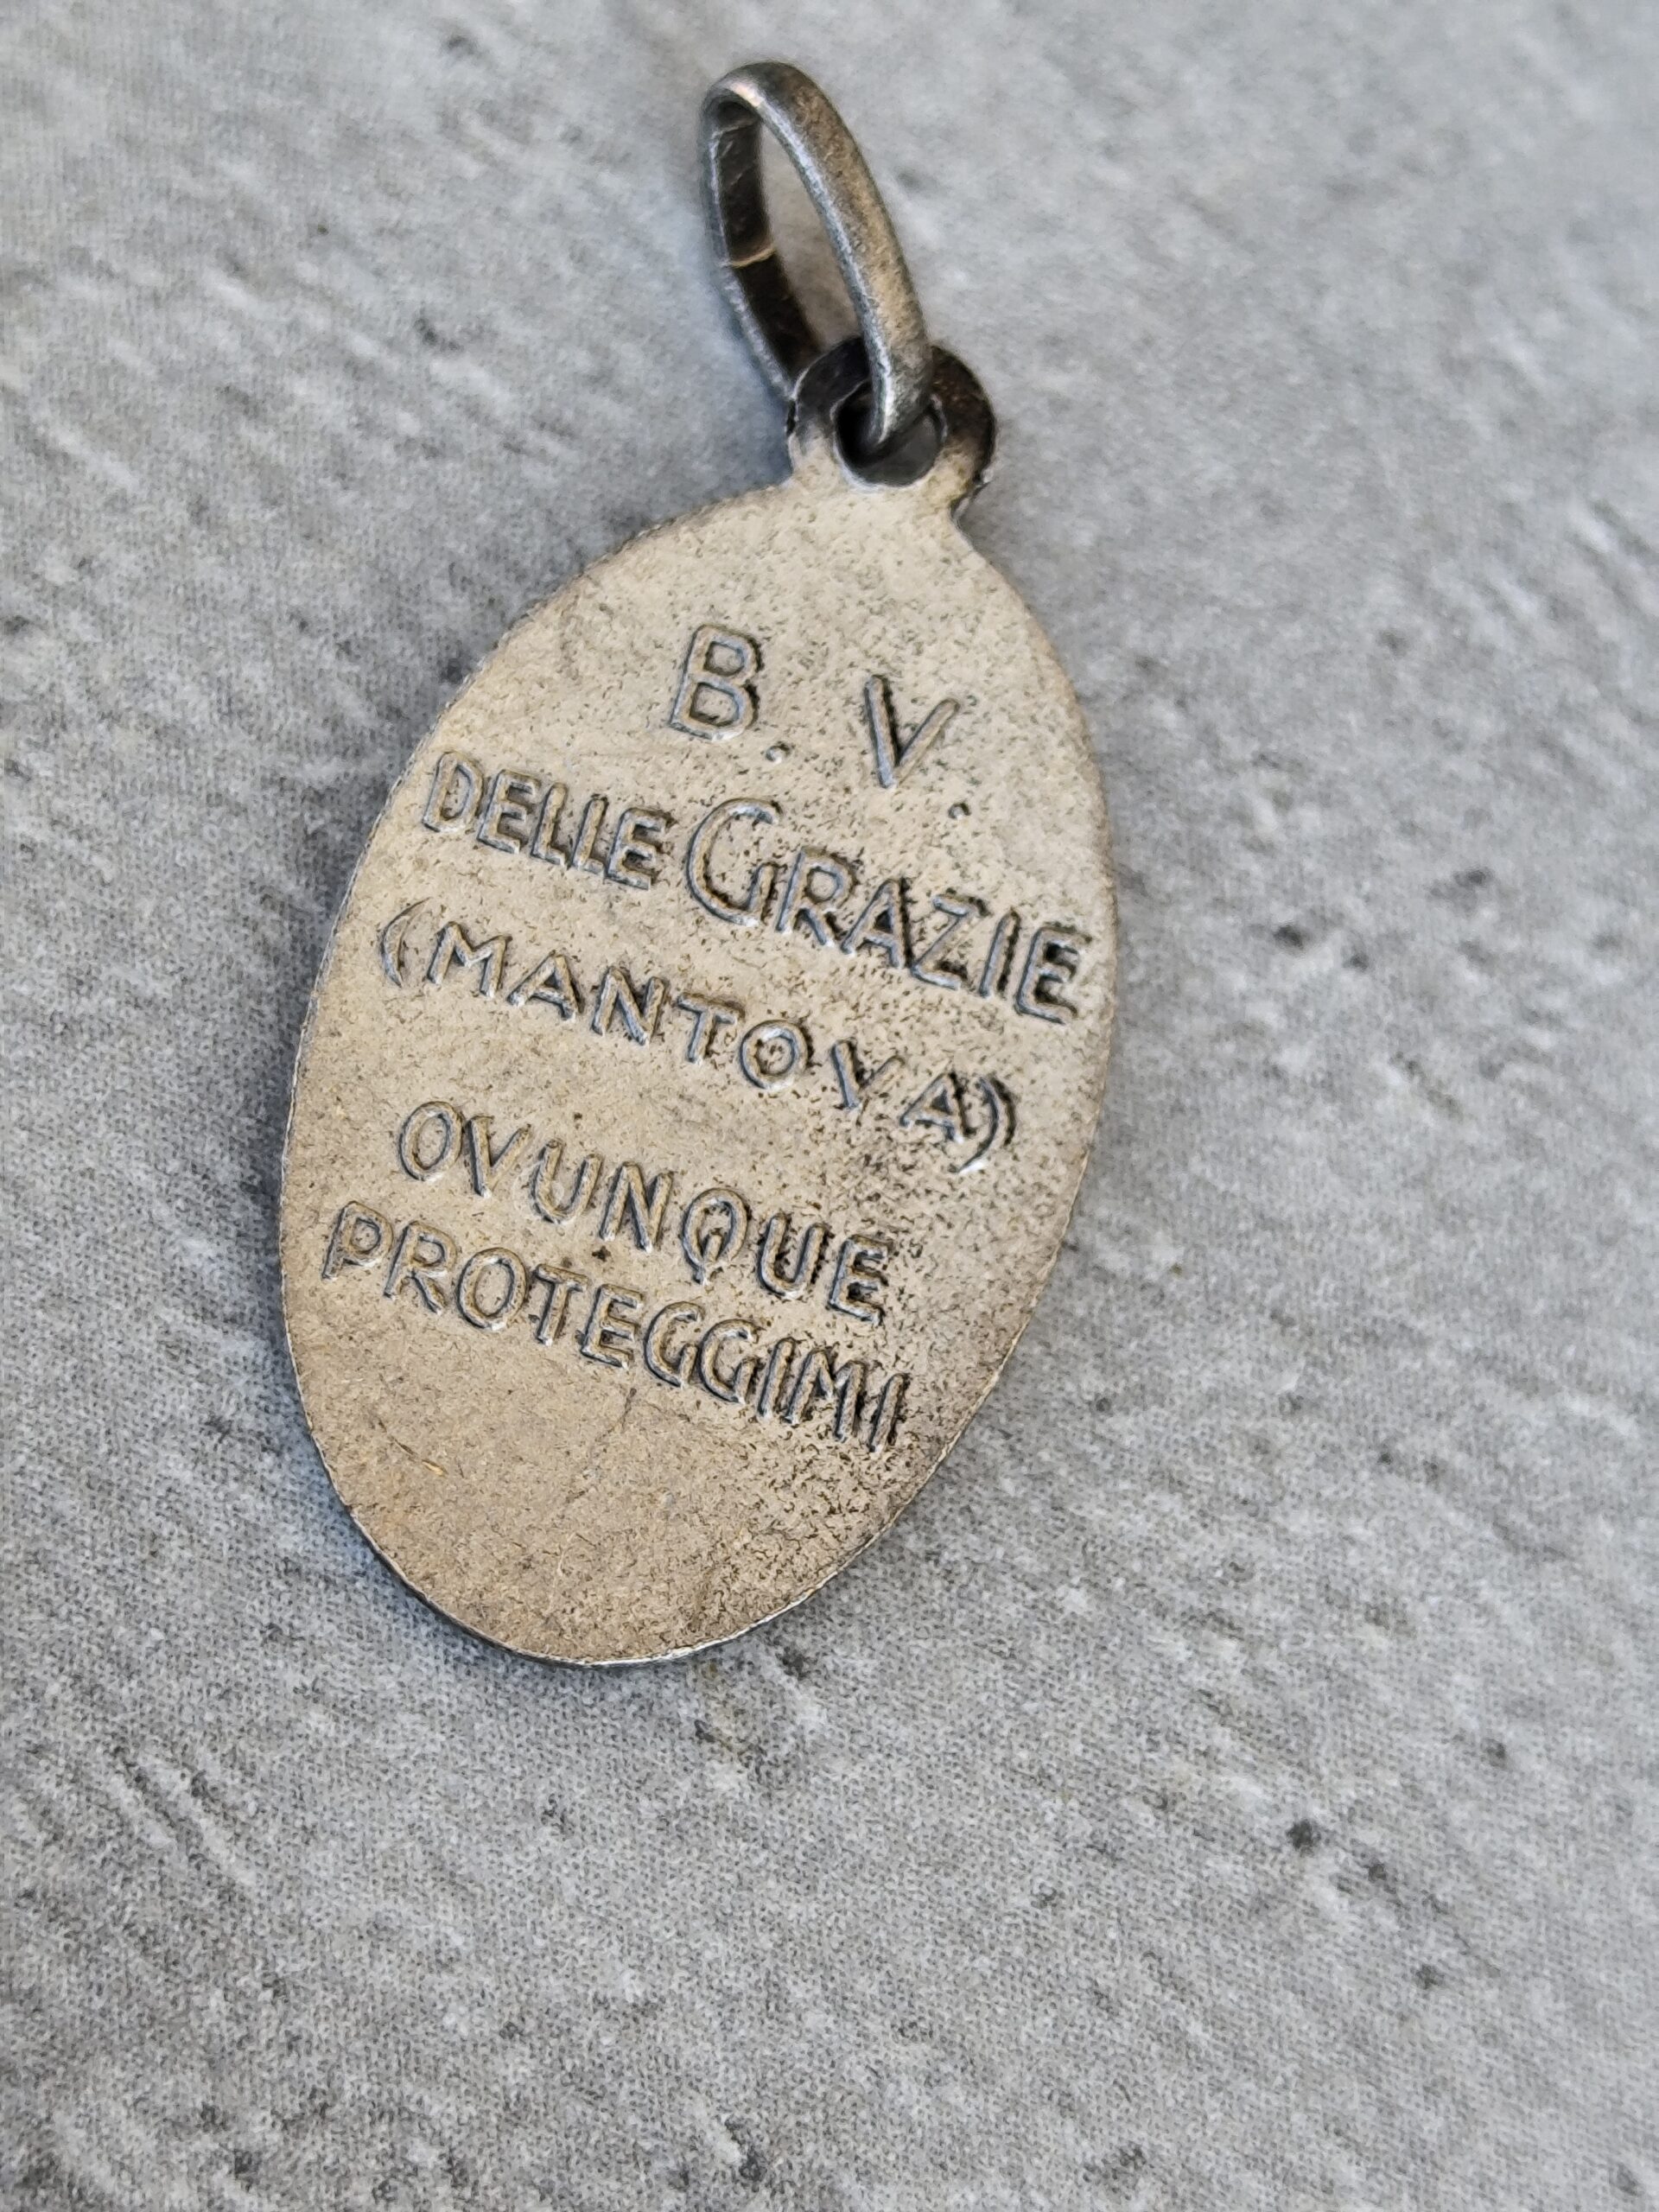 B. V.
DELLE GRAZIE
(MANTOVA)
OVUNQUE
PROTEGGIMI